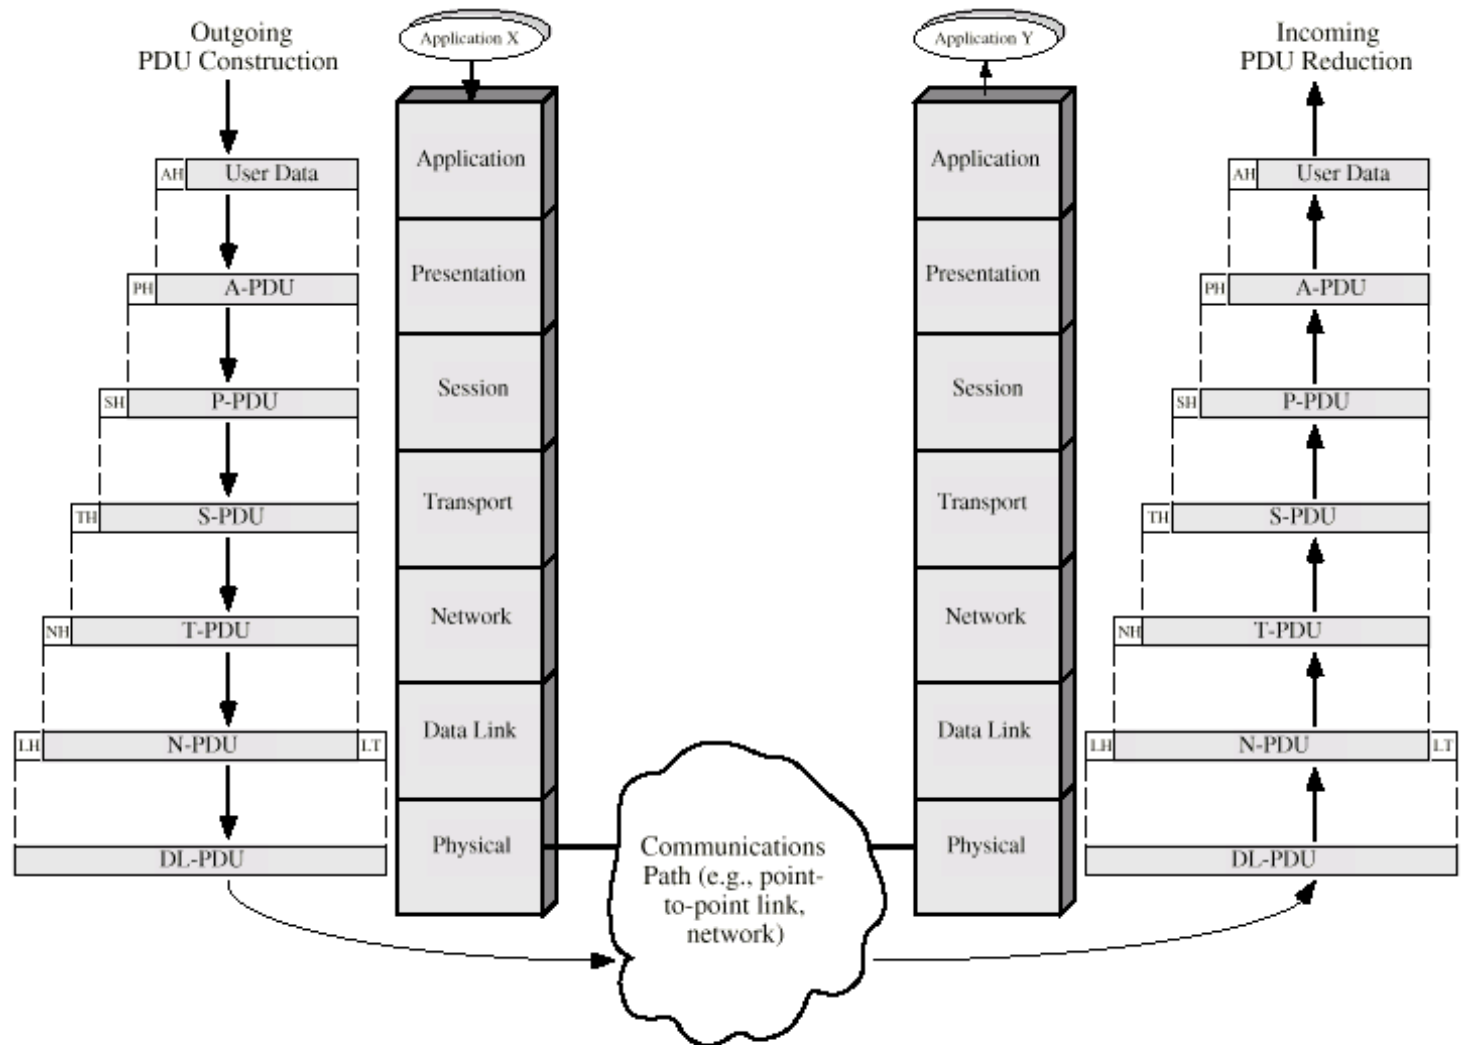 Outgoing
PDU Construction
Application X
Application Y
Incoming
PDU Reduction
AH User Data
Application
Application
AH User Data
PH A-PDU
Presentation
Presentation
PH A-PDU
SH P-PDU
Session
Session
SH P-PDU
TH S-PDU
Transport
Transport
TH S-PDU
NH T-PDU
Network
Network
NH T-PDU
LH N-PDU LT
Data Link
Data Link
LH N-PDU LT
DL-PDU
Physical
Communications
Path (e.g., point-
to-point link,
network)
Physical
DL-PDU